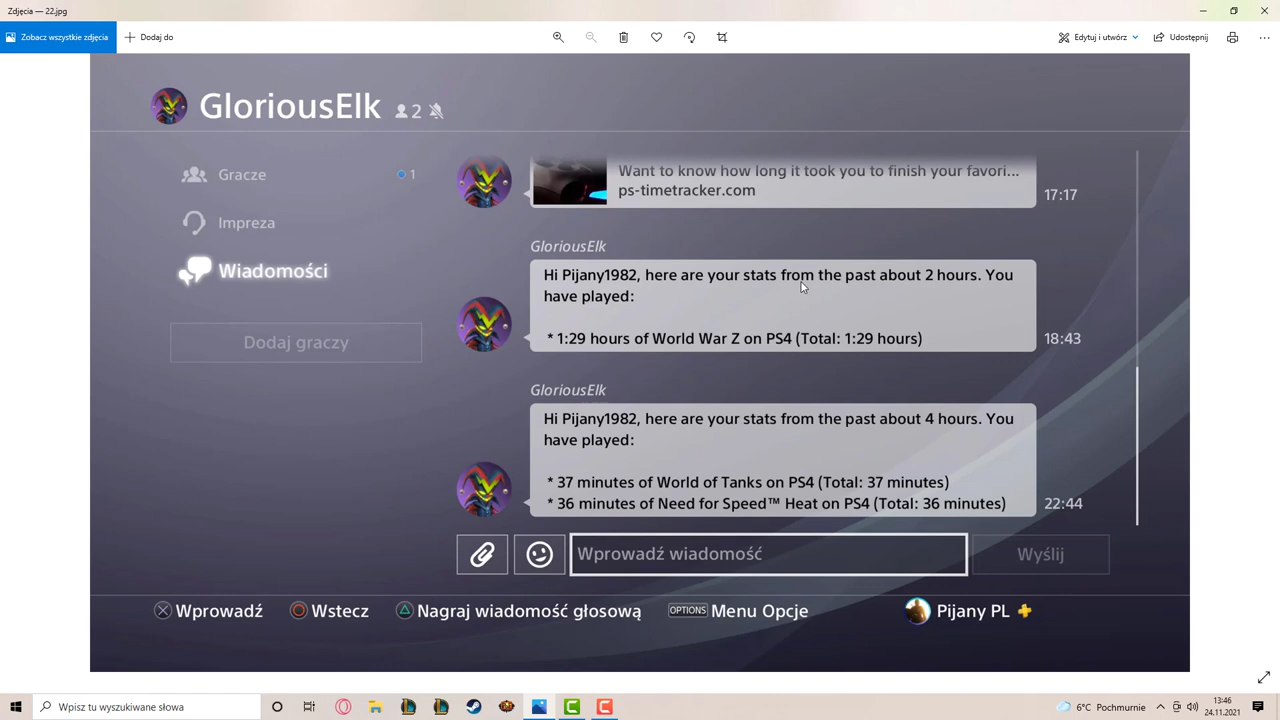 Zdjęcia — 22.jpg
Zobacz wszystkie zdjęcia
Dodaj do
Edytuj i utwórz
Udostępnij
GloriousElk
2
Gracze
1
Impreza
Wiadomości
Dodaj graczy
Want to know how long it took you to finish your favori...
ps-timetracker.com
17:17
GloriousElk
Hi Pijany1982, here are your stats from the past about 2 hours. You
have played:
* 1:29 hours of World War Z on PS4 (Total: 1:29 hours)
18:43
GloriousElk
Hi Pijany1982, here are your stats from the past about 4 hours. You
have played:
* 37 minutes of World of Tanks on PS4 (Total: 37 minutes)
* 36 minutes of Need for Speed™ Heat on PS4 (Total: 36 minutes)
22:44
Wprowadź wiadomość
Wyślij
Wprowadź
Wstecz
Nagraj wiadomość głosową
OPTIONS Menu Opcje
Pijany PL
Wpisz tu wyszukiwane słowa
6°C Pochmurnie
13:46
24.11.2021